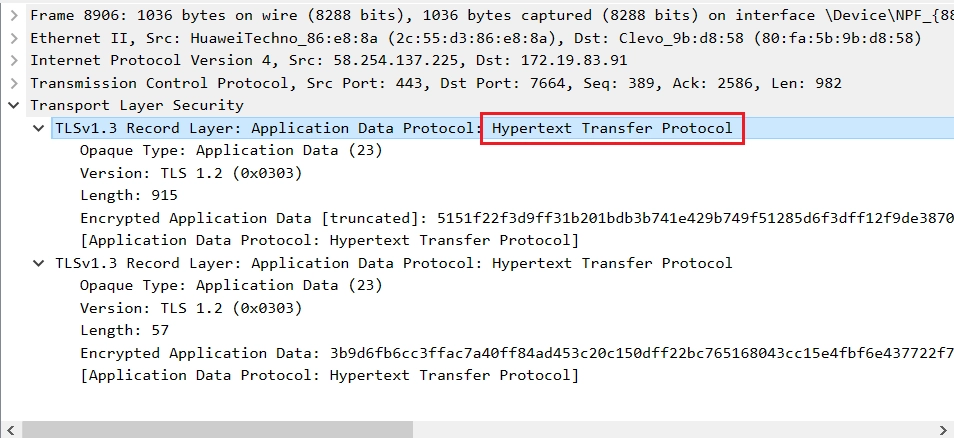 Frame 8906: 1036 bytes on wire (8288 bits), 1036 bytes captured (8288 bits) on interface \Device\NPF_{88
Ethernet II, Src: HuaweiTechno_86:e8:8a (2c:55:d3:86:e8:8a), Dst: Clevo_9b:d8:58 (80:fa:5b:9b:d8:58)
Internet Protocol Version 4, Src: 58.254.137.225, Dst: 172.19.83.91
Transmission Control Protocol, Src Port: 443, Dst Port: 7664, Seq: 389, Ack: 2586, Len: 982
Transport Layer Security
TLSv1.3 Record Layer: Application Data Protocol: Hypertext Transfer Protocol
Opaque Type: Application Data (23)
Version: TLS 1.2 (0x0303)
Length: 915
Encrypted Application Data [truncated]: 5151f22f3d9ff31b201bdb3b741e429b749f51285d6f3dff12f9de3870
[Application Data Protocol: Hypertext Transfer Protocol]
TLSv1.3 Record Layer: Application Data Protocol: Hypertext Transfer Protocol
Opaque Type: Application Data (23)
Version: TLS 1.2 (0x0303)
Length: 57
Encrypted Application Data: 3b9d6fb6cc3ffac7a40ff84ad453c20c150dff22bc765168043cc15e4fbf6e437722f7
[Application Data Protocol: Hypertext Transfer Protocol]